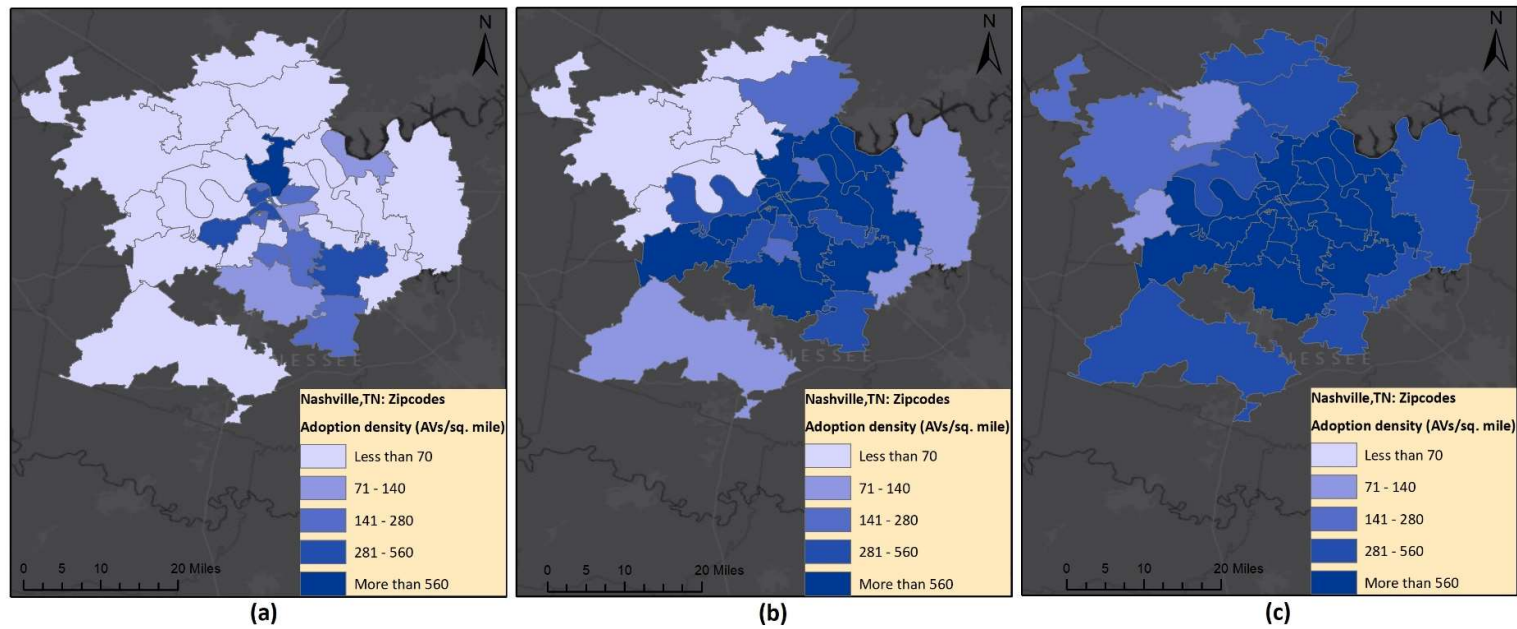 N
Nashville,TN: Zipcodes
Adoption density (AVs/sq. mile)
Less than 70
71 - 140
141 - 280
281 - 560
More than 560
0 5 10 20 Miles
(a)
N
ESSEE
Nashville,TN: Zipcodes
Adoption density (AVs/sq. mile)
Less than 70
71 - 140
141 - 280
281 - 560
More than 560
0 5 10 20 Miles
(b)
N
ESSEE
Nashville,TN: Zipcodes
Adoption density (AVs/sq. mile)
Less than 70
71 - 140
141 - 280
281 - 560
More than 560
0 5 10 20 Miles
(c)